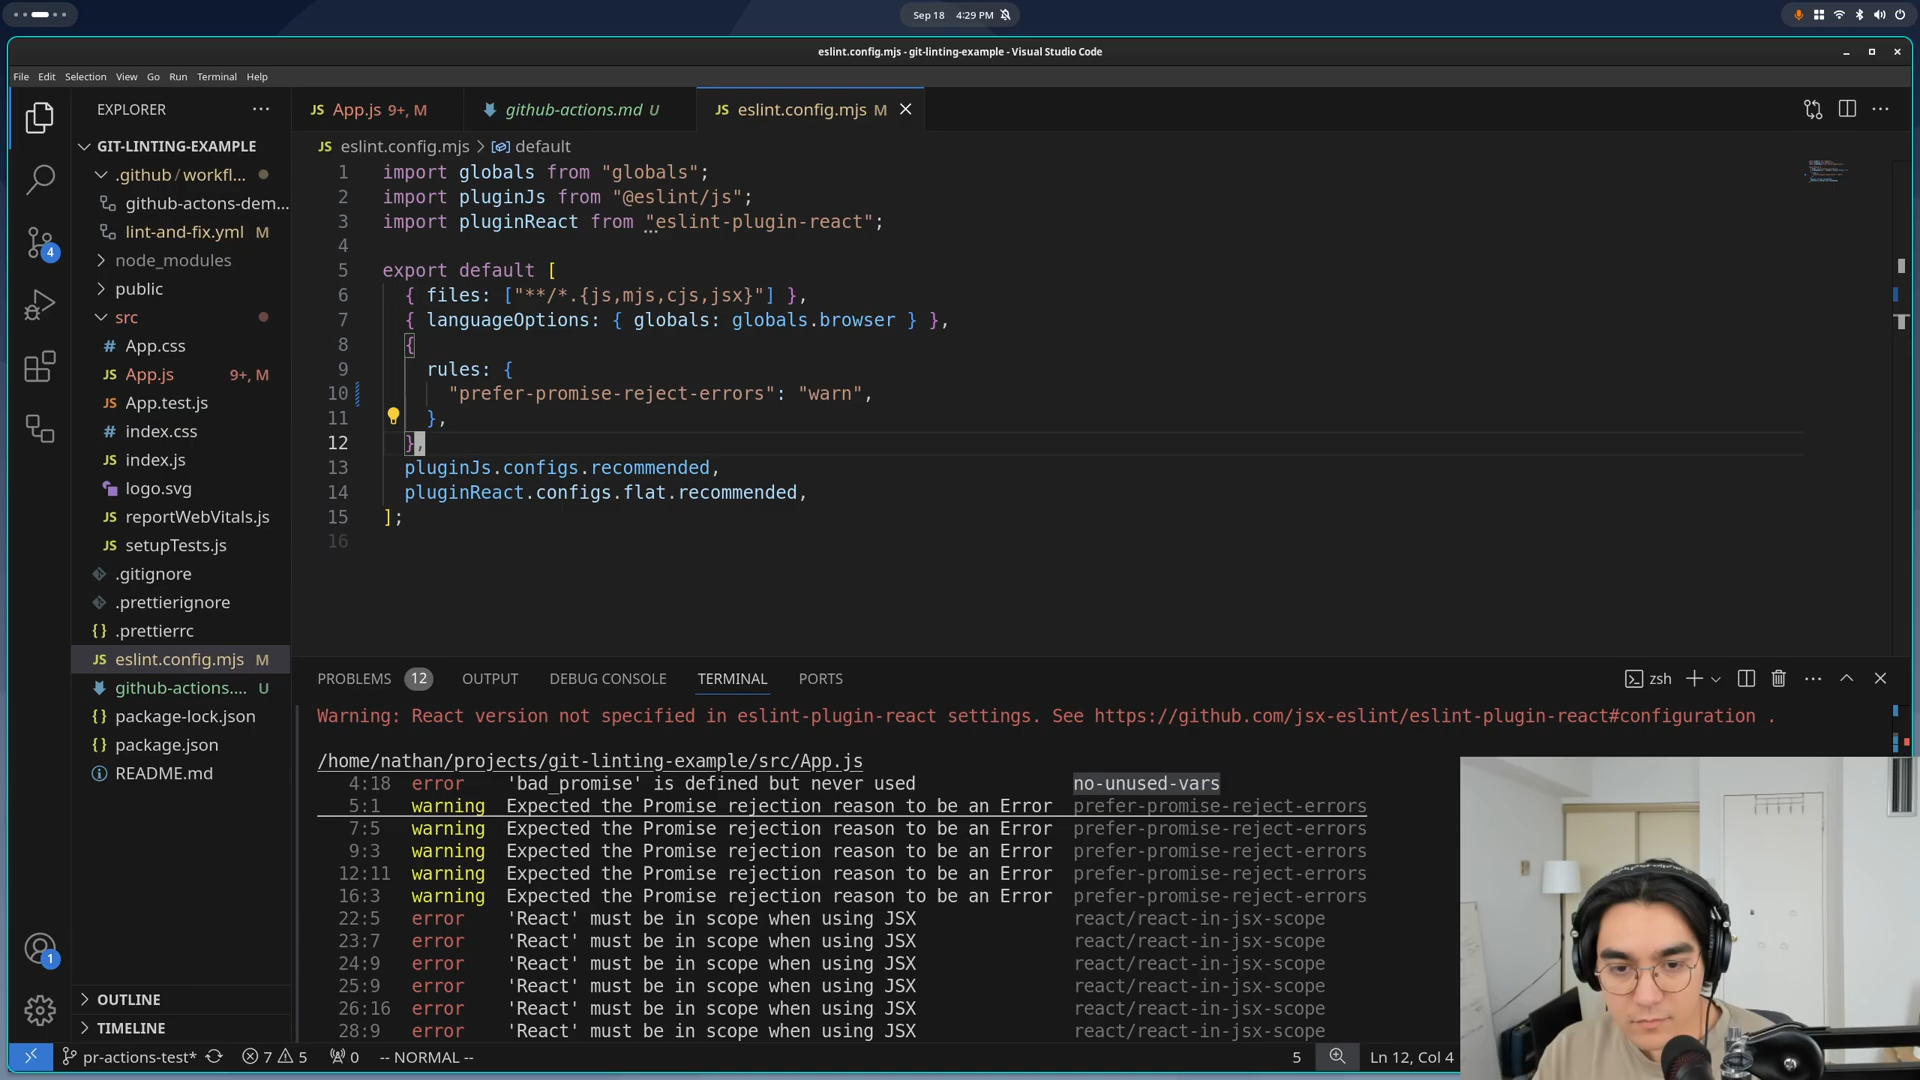 Sep 18 4:29 PM
eslint.config.mjs - git-linting-example - Visual Studio Code
File Edit Selection View Go Run Terminal Help
EXPLORER
App.js 9+, M
github-actions.md U
eslint.config.mjs M
GIT-LINTING-EXAMPLE
.github / workfl...
github-actons-dem...
lint-and-fix.yml M
node_modules
public
src
# App.css
JS App.js 9+, M
JS App.test.js
# index.css
JS index.js
logo.svg
JS reportWebVitals.js
JS setupTests.js
.gitignore
.prettierignore
{} .prettierrc
JS eslint.config.mjs M
github-actions.... U
{} package-lock.json
{} package.json
README.md
OUTLINE
TIMELINE
4
1
JS eslint.config.mjs > default
1 import globals from "globals";
2 import pluginJs from "@eslint/js";
3 import pluginReact from "eslint-plugin-react";
4
5 export default [
6 { files: ["**/*.{js,mjs,cjs,jsx}"] },
7 { languageOptions: { globals: globals.browser } },
8 {
9 rules: {
10 "prefer-promise-reject-errors": "warn",
11 },
12 },
13 pluginJs.configs.recommended,
14 pluginReact.configs.flat.recommended,
15 ];
16
PROBLEMS 12 OUTPUT DEBUG CONSOLE TERMINAL PORTS
zsh
Warning: React version not specified in eslint-plugin-react settings. See https://github.com/jsx-eslint/eslint-plugin-react#configuration .
/home/nathan/projects/git-linting-example/src/App.js
4:18 error 'bad_promise' is defined but never used no-unused-vars
5:1 warning Expected the Promise rejection reason to be an Error prefer-promise-reject-errors
7:5 warning Expected the Promise rejection reason to be an Error prefer-promise-reject-errors
9:3 warning Expected the Promise rejection reason to be an Error prefer-promise-reject-errors
12:11 warning Expected the Promise rejection reason to be an Error prefer-promise-reject-errors
16:3 warning Expected the Promise rejection reason to be an Error prefer-promise-reject-errors
22:5 error 'React' must be in scope when using JSX react/react-in-jsx-scope
23:7 error 'React' must be in scope when using JSX react/react-in-jsx-scope
24:9 error 'React' must be in scope when using JSX react/react-in-jsx-scope
25:9 error 'React' must be in scope when using JSX react/react-in-jsx-scope
26:16 error 'React' must be in scope when using JSX react/react-in-jsx-scope
28:9 error 'React' must be in scope when using JSX react/react-in-jsx-scope
pr-actions-test* 7 5 0 -- NORMAL -- 5 Ln 12, Col 4